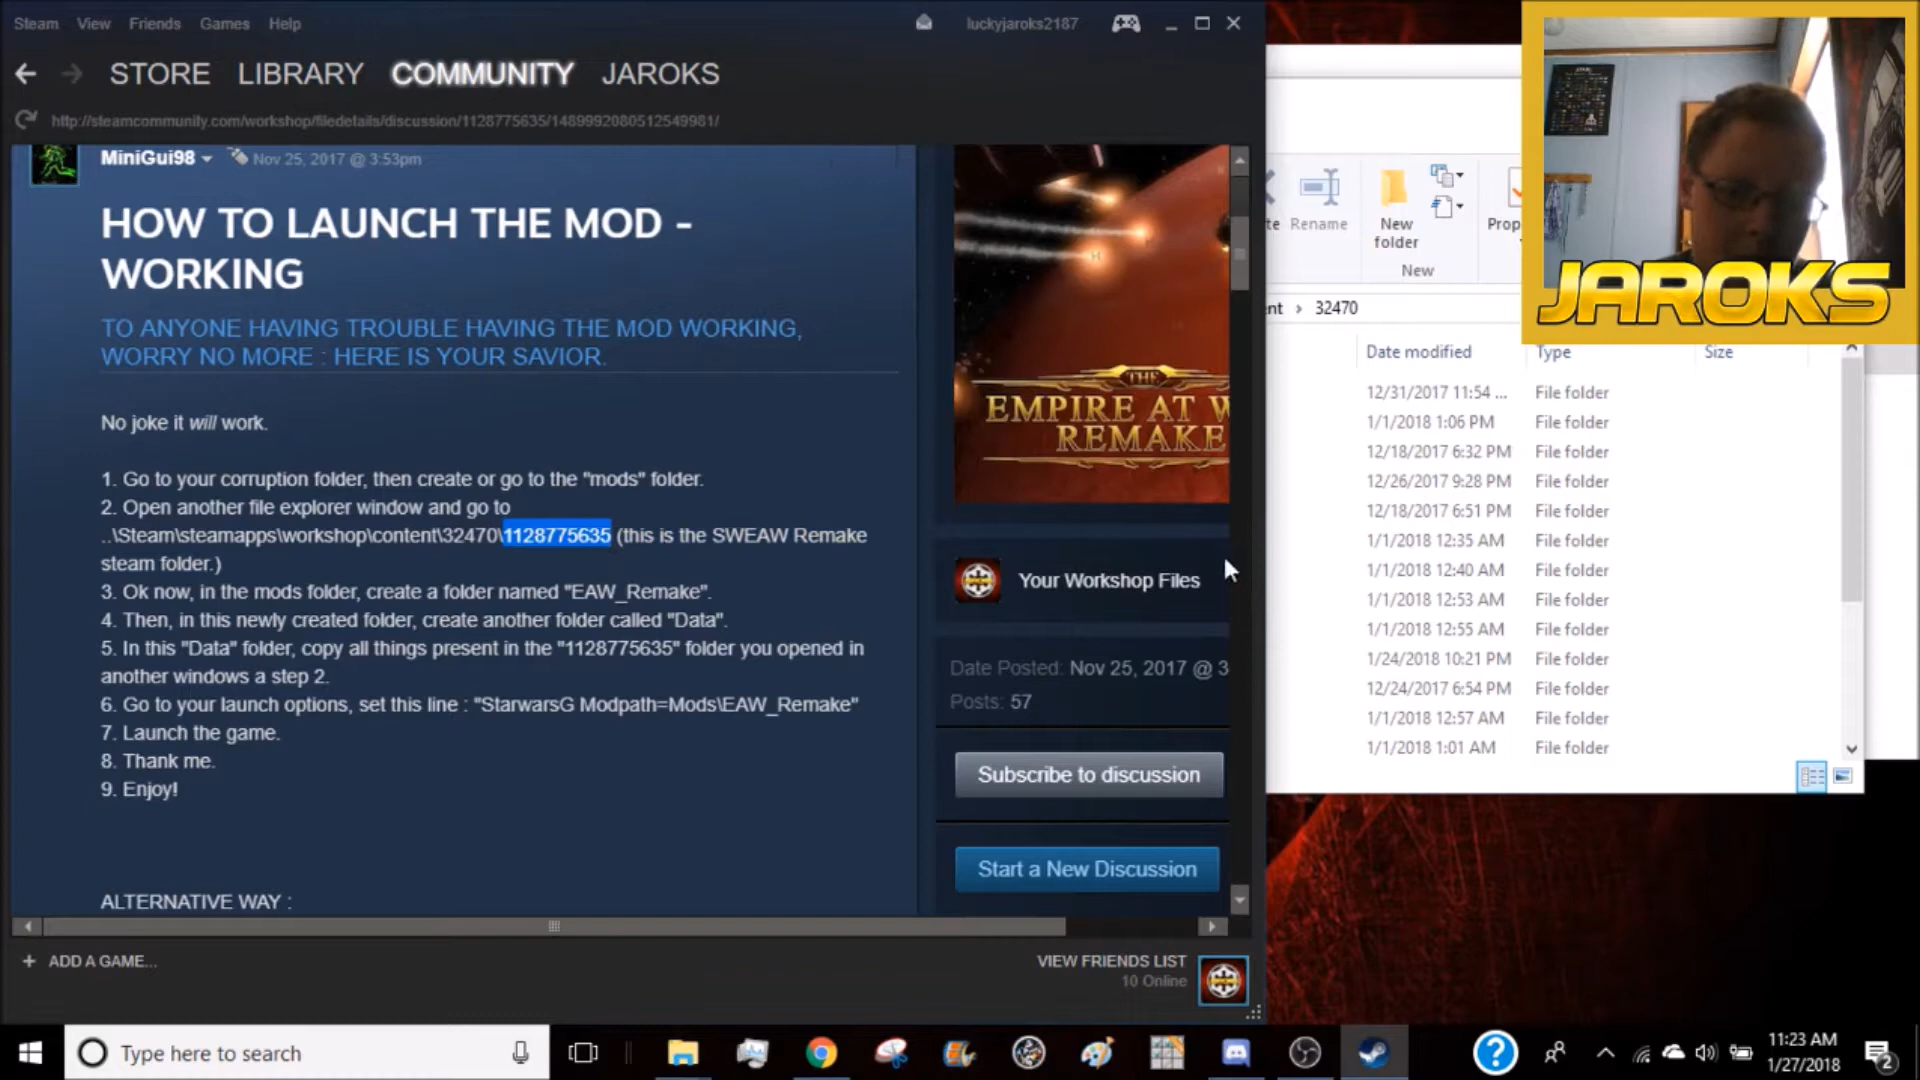 Steam View Friends Games Help
luckyjaroks2187
STORE LIBRARY COMMUNITY JAROKS
http://steamcommunity.com/workshop/filedetails/discussion/1128775635/1489992080512549981/
MiniGui98 Nov 25, 2017 @ 3:53pm
HOW TO LAUNCH THE MOD -
WORKING
TO ANYONE HAVING TROUBLE HAVING THE MOD WORKING,
WORRY NO MORE : HERE IS YOUR SAVIOR.
No joke it will work.
1. Go to your corruption folder, then create or go to the "mods" folder.
2. Open another file explorer window and go to
..\Steam\steamapps\workshop\content\32470\1128775635 (this is the SWEAW Remake
steam folder.)
3. Ok now, in the mods folder, create a folder named "EAW_Remake".
4. Then, in this newly created folder, create another folder called "Data".
5. In this "Data" folder, copy all things present in the "1128775635" folder you opened in
another windows a step 2.
6. Go to your launch options, set this line : "StarwarsG Modpath=Mods\EAW_Remake"
7. Launch the game.
8. Thank me.
9. Enjoy!
ALTERNATIVE WAY :
THE
EMPIRE AT W
REMAKE
Your Workshop Files
Date Posted: Nov 25, 2017 @ 3
Posts: 57
Subscribe to discussion
Start a New Discussion
+ ADD A GAME...
VIEW FRIENDS LIST
10 Online
te Rename
New
folder
Prop
New
nt > 32470
Date modified Type Size
12/31/2017 11:54 ... File folder
1/1/2018 1:06 PM File folder
12/18/2017 6:32 PM File folder
12/26/2017 9:28 PM File folder
12/18/2017 6:51 PM File folder
1/1/2018 12:35 AM File folder
1/1/2018 12:40 AM File folder
1/1/2018 12:53 AM File folder
1/1/2018 12:55 AM File folder
1/24/2018 10:21 PM File folder
12/24/2017 6:54 PM File folder
1/1/2018 12:57 AM File folder
1/1/2018 1:01 AM File folder
JAROKS
Type here to search
11:23 AM
1/27/2018
2